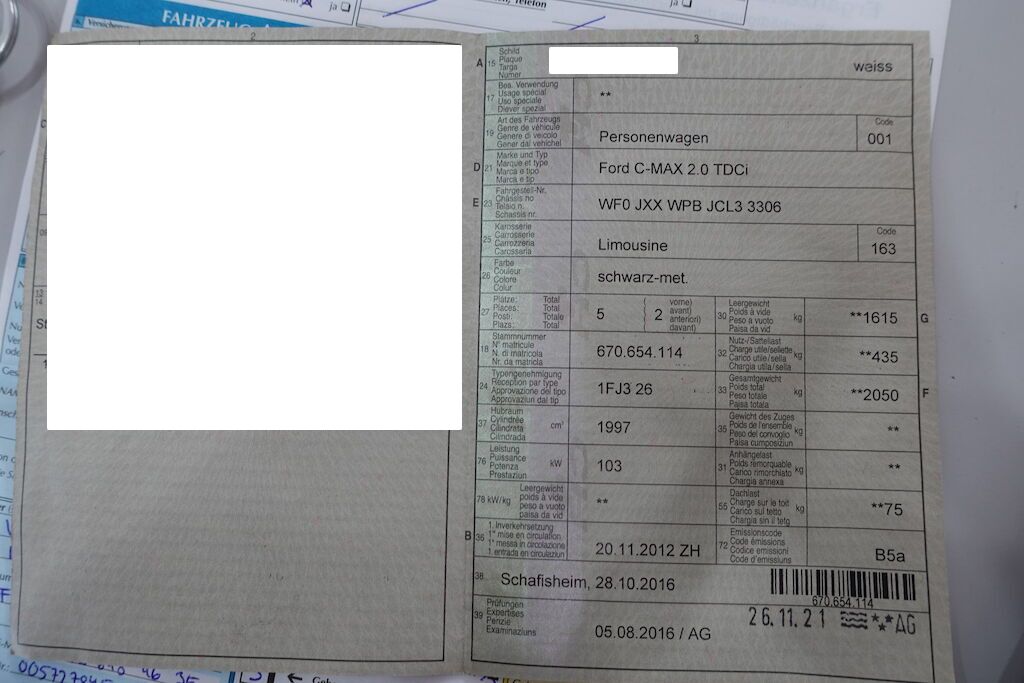 ja
Telefon
ja
FAHRZEUG
2
3
A 15 Schild
Plaque
Targa
Numer
weiss
17 Bes. Verwendung
Usage spécial
Uso speciale
Diever spezial
**
19 Art des Fahrzeugs
Genre de véhicule
Genere di veicolo
Gener dal vehichel
Personenwagen
Code
001
D 21 Marke und Typ
Marque et type
Marca e tipo
Marca e tip
Ford C-MAX 2.0 TDCi
E 23 Fahrgestell-Nr.
Châssis no
Telaio n.
Schassis nr.
WF0 JXX WPB JCL3 3306
25 Karosserie
Carrosserie
Carrozzeria
Carossaria
Limousine
Code
163
26 Farbe
Couleur
Colore
Colur
schwarz-met.
27 Plätze: Total
Places: Total
Posti: Totale
Plazs: Total
5
( 2 vorne)
avant)
anteriori)
davant)
30 Leergewicht
Poids à vide
Peso a vuoto
Paisa da vid
kg
**1615
G
18 Stammnummer
N° matricule
N. di matricola
Nr. da matricla
670.654.114
32 Nutz-/Sattellast
Charge utile/sellette
Carico utile/sella
Chargia utila/sella
kg
**435
24 Typengenehmigung
Réception par type
Approvazione del tipo
Approvaziun dal tip
1FJ3 26
33 Gesamtgewicht
Poids total
Peso totale
Paisa totala
kg
**2050
F
37 Hubraum
Cylindrée
Cilindrata
Cilindrada
cm³
1997
35 Gewicht des Zuges
Poids de l'ensemble
Peso del convoglio
Paisa cumposiziun
kg
**
76 Leistung
Puissance
Potenza
Prestaziun
kW
103
31 Anhängelast
Poids remorquable
Carico rimorchiato
Chargia annexa
kg
**
78 kW/kg Leergewicht
poids à vide
peso a vuoto
paisa da vid
**
55 Dachlast
Charge sur le toit
Carico sul tetto
Chargia sin il tetg
kg
**75
B 36 1. Inverkehrsetzung
1re mise en circulation
1a messa in circolazione
1. entrada en circulaziun
20.11.2012 ZH
72 Emissionscode
Code émissions
Codice emissioni
Code d'emissiuns
B5a
38 Schafisheim, 28.10.2016
670.654.114
39 Prüfungen
Expertises
Perizie
Examinaziuns
05.08.2016 / AG
26.11.21 AG